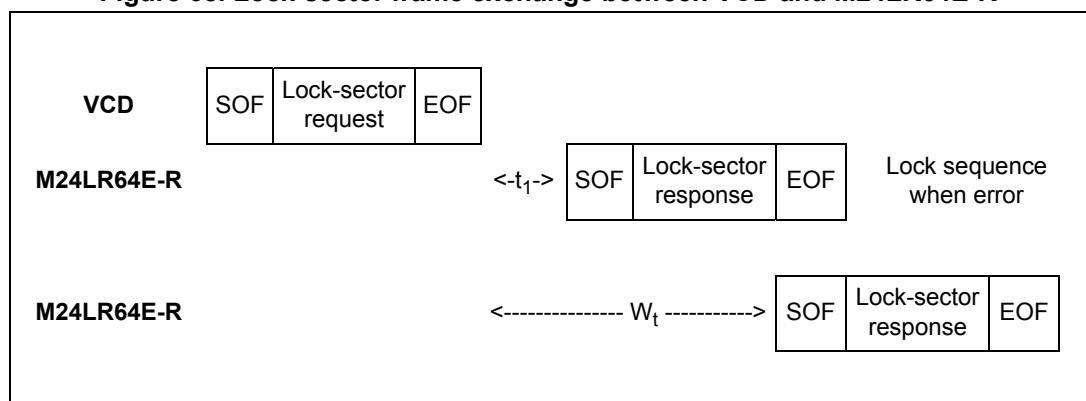 Figure Lock-sector frame exchange between VCD and M24LR64E-R
VCD SOF Lock-sector request EOF
M24LR64E-R <-t1-> SOF Lock-sector response EOF Lock sequence when error
M24LR64E-R <--------------- Wt -----------> SOF Lock-sector response EOF